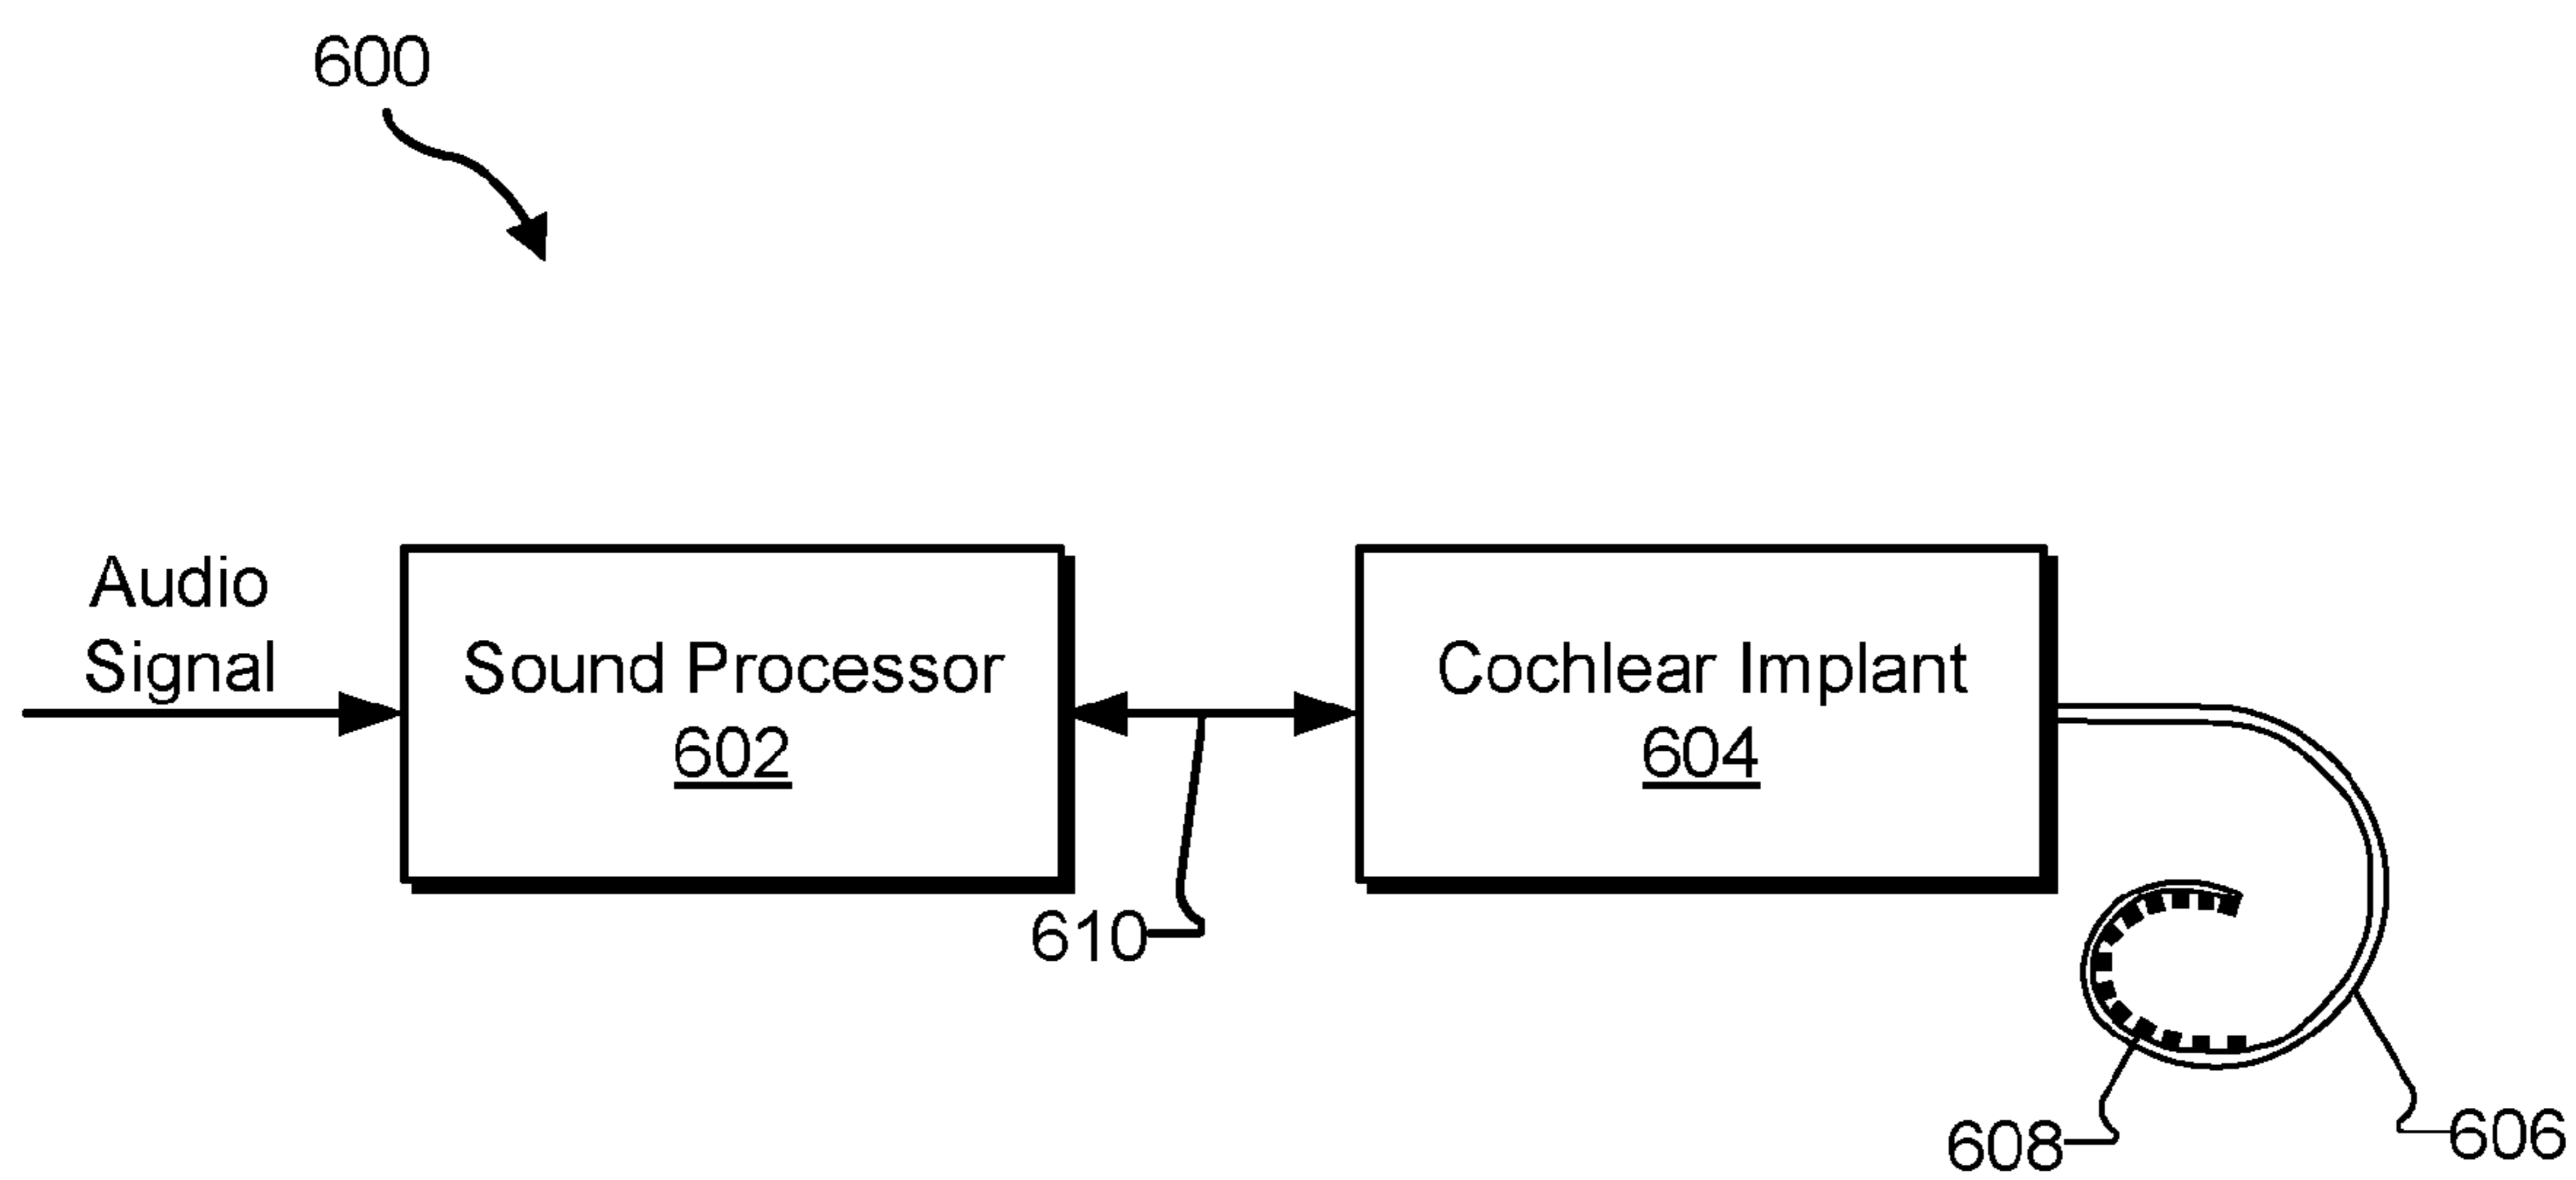 600
Audio
Signal
Sound Processor
602
Cochlear Implant
604
610
608
606